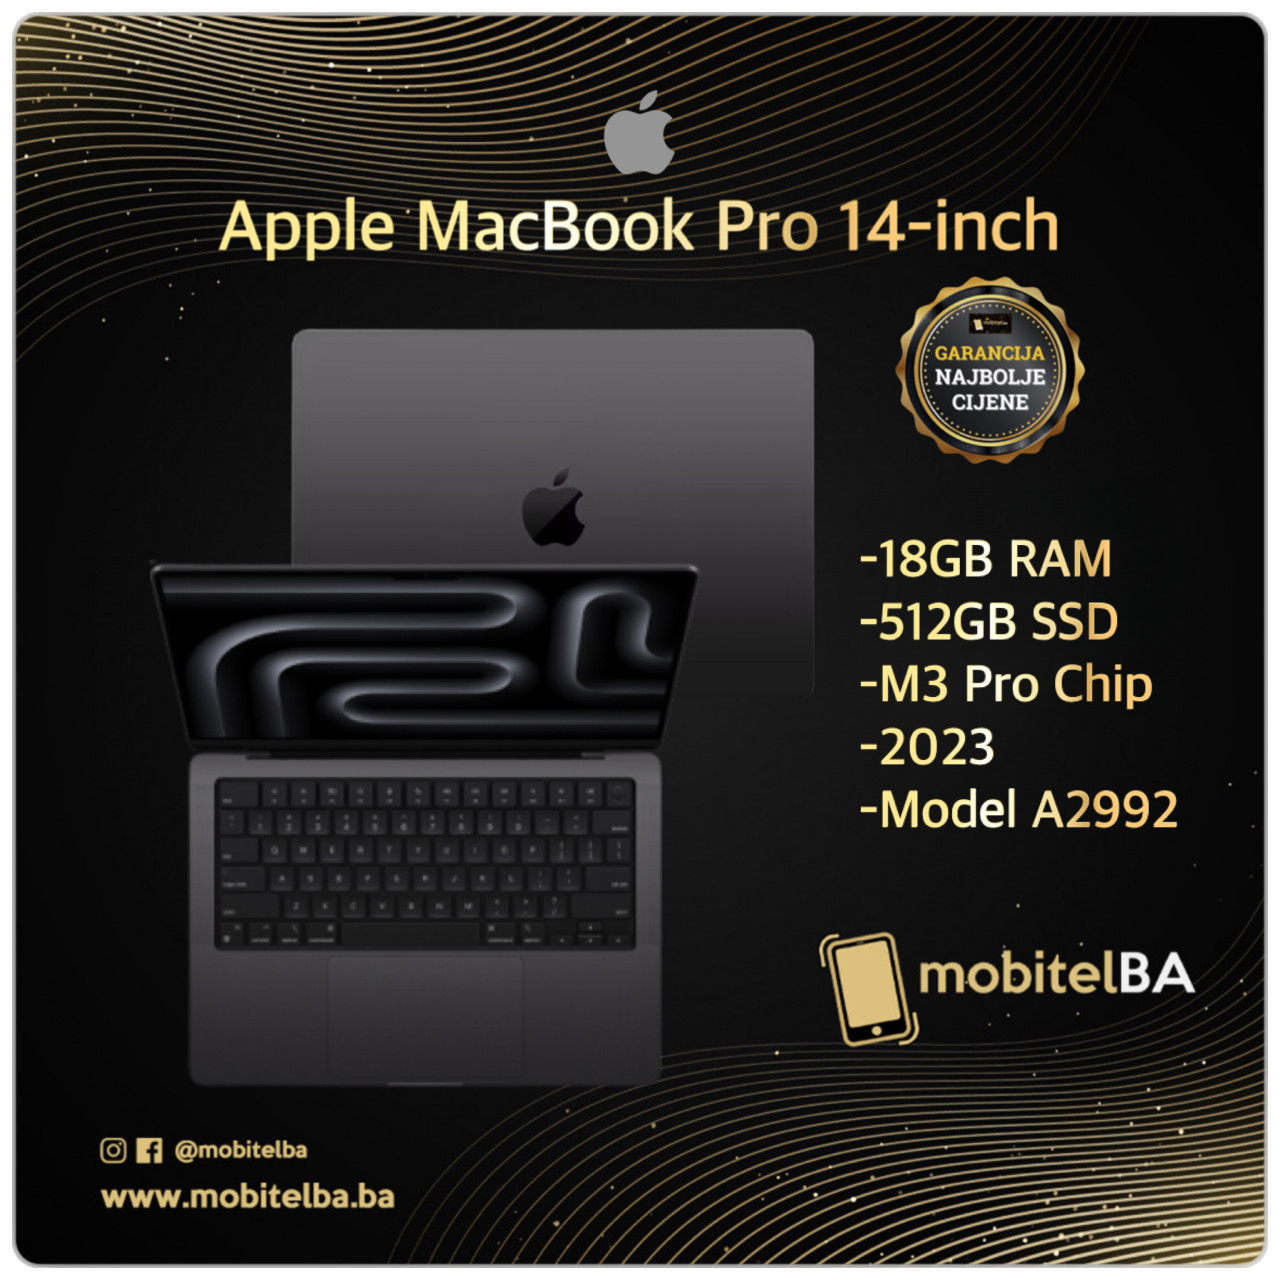 Apple MacBook Pro 14-inch
mobitelBA
GARANCIJA
NAJBOLJE
CIJENE
-18GB RAM
-512GB SSD
-M3 Pro Chip
-2023
-Model A2992
mobitelBA
@mobitelba
www.mobitelba.ba